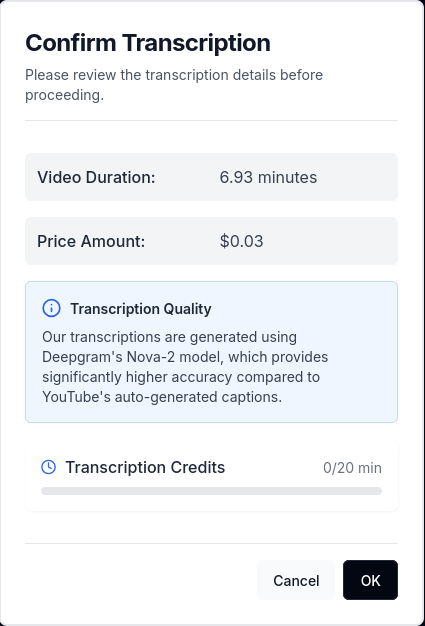 Confirm Transcription
Please review the transcription details before
proceeding.
Video Duration: 6.93 minutes
Price Amount: $0.03
Transcription Quality
Our transcriptions are generated using
Deepgram's Nova-2 model, which provides
significantly higher accuracy compared to
YouTube's auto-generated captions.
Transcription Credits 0/20 min
Cancel OK